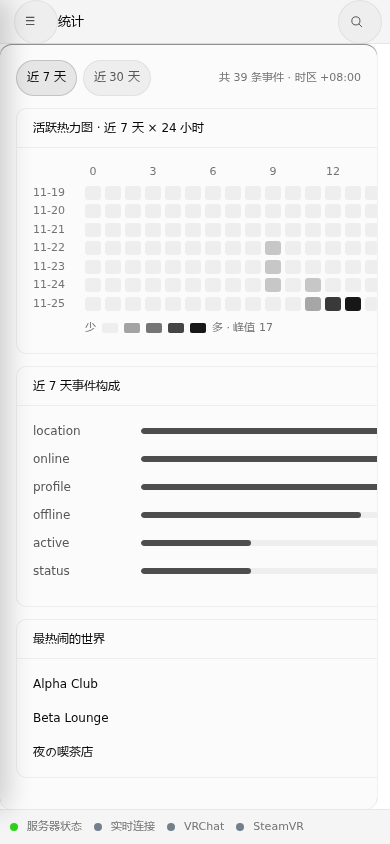 ☰ 统计
近 7 天 近 30 天 共 39 条事件 · 时区 +08:00
活跃热力图 · 近 7 天 × 24 小时
0 3 6 9 12
11-19
11-20
11-21
11-22
11-23
11-24
11-25
少 多 · 峰值 17
近 7 天事件构成
location
online
profile
offline
active
status
最热闹的世界
Alpha Club
Beta Lounge
夜の喫茶店
服务器状态 实时连接 VRChat SteamVR